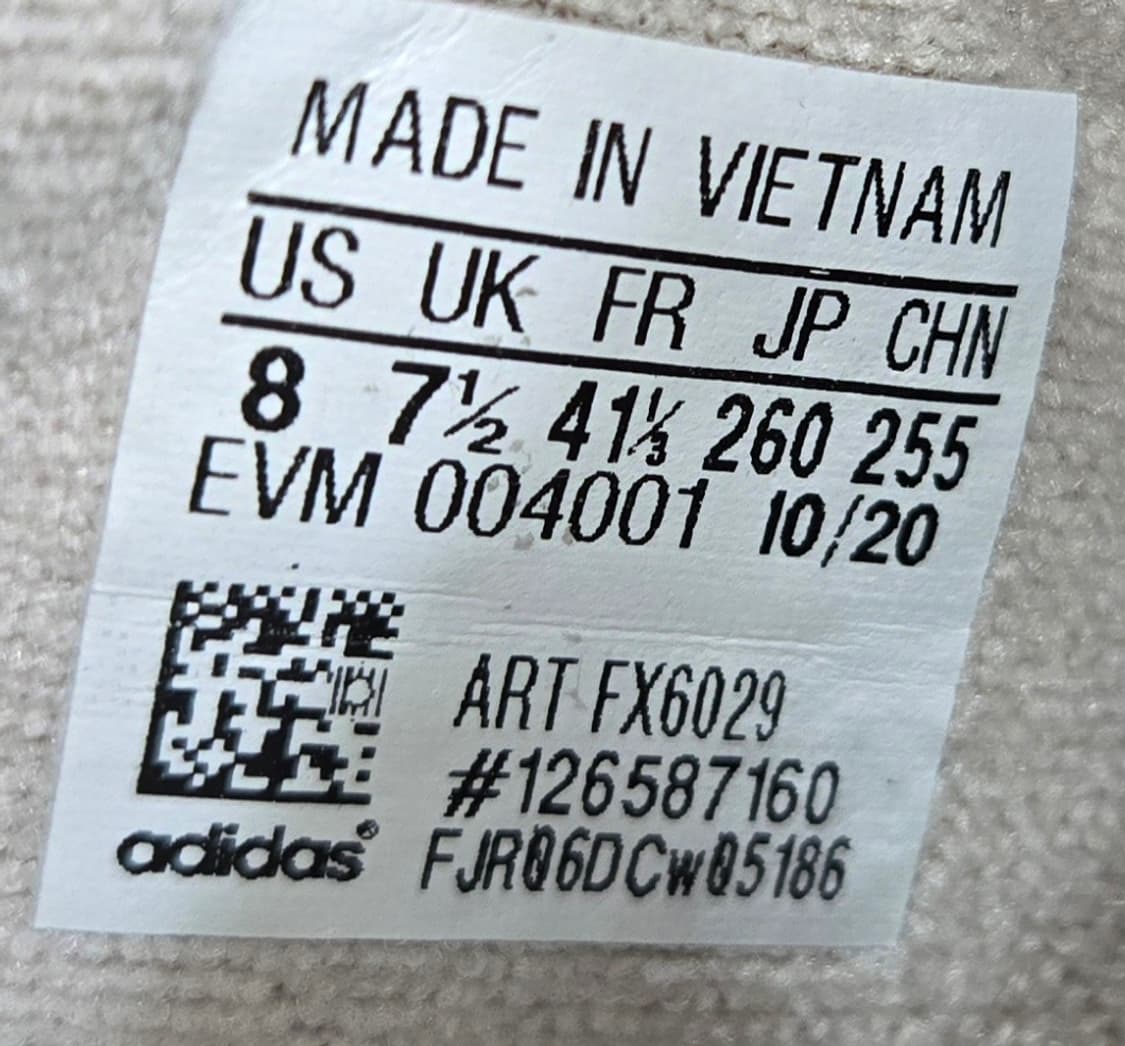 MADE IN VIETNAM
US UK FR JP CHN
8 7½ 41⅓ 260 255
EVM 004001 10/20
ART FX6029
#126587160
adidas® FJR06DCw05186